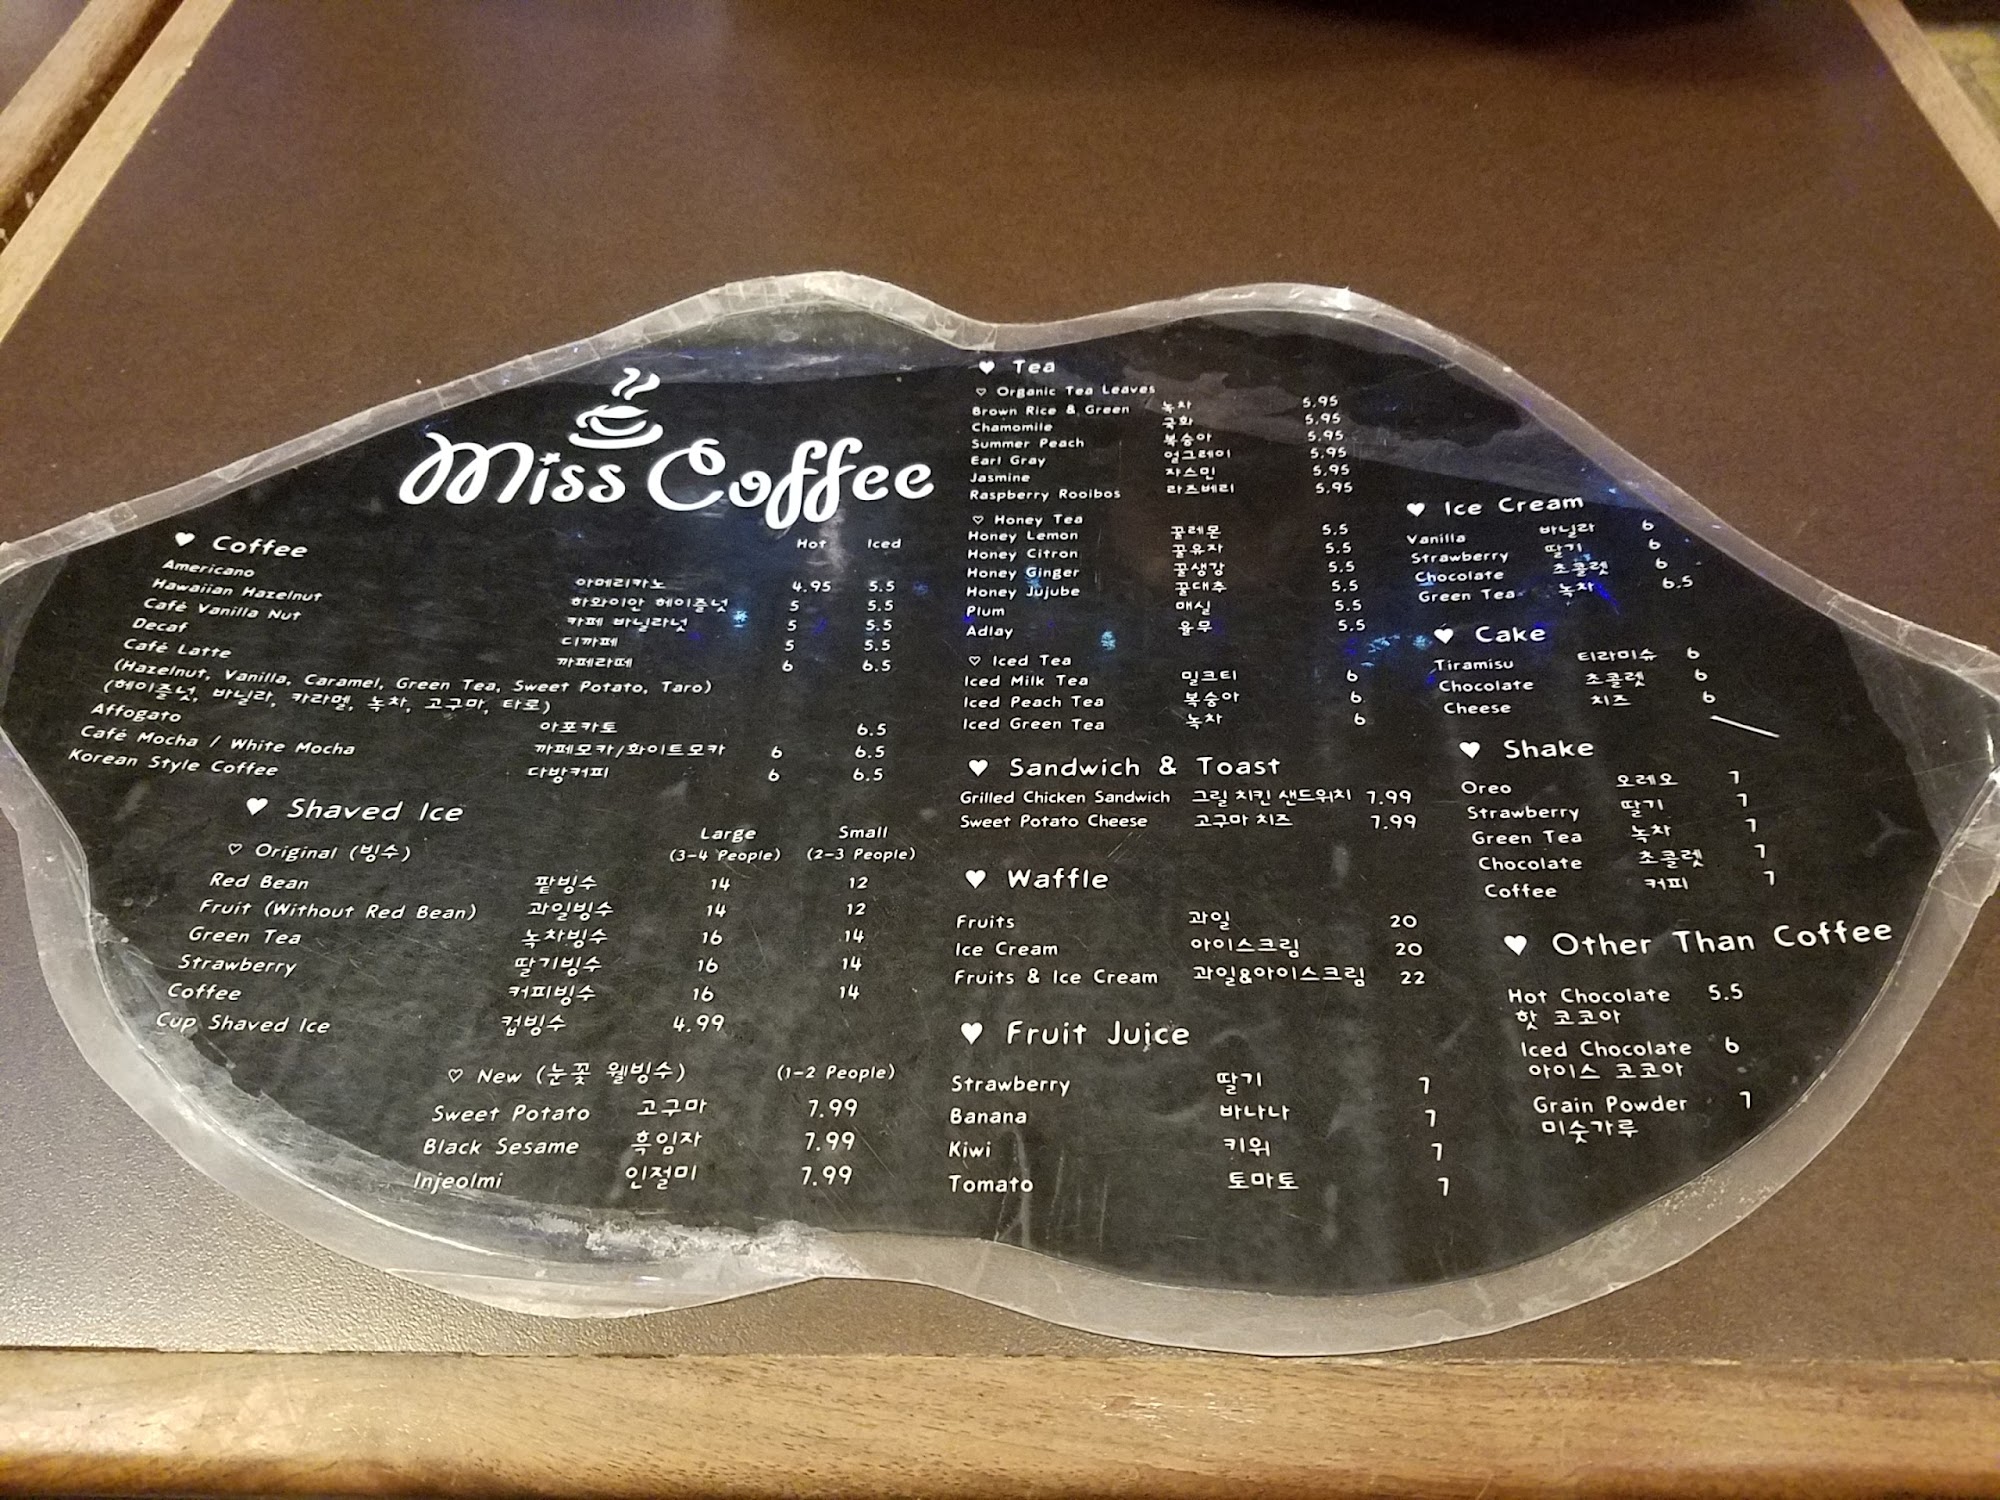 Miss Coffee
♥ Coffee Hot Iced
Americano 아메리카노 4.95 5.5
Hawaiian Hazelnut 하와이안 헤이즐넛 5 5.5
Café Vanilla Nut 카페 바닐라넛 5 5.5
Decaf 디까페 5 5.5
Café Latte 까페라떼 6 6.5
(Hazelnut, Vanilla, Caramel, Green Tea, Sweet Potato, Taro)
(헤이즐넛, 바닐라, 카라멜, 녹차, 고구마, 타로)
Affogato 아포카토 6.5
Café Mocha / White Mocha 까페모카/화이트모카 6 6.5
Korean Style Coffee 다방커피 6 6.5
♥ Shaved Ice
Large Small
♡ Original (빙수) (3-4 People) (2-3 People)
Red Bean 팥빙수 14 12
Fruit (Without Red Bean) 과일빙수 14 12
Green Tea 녹차빙수 16 14
Strawberry 딸기빙수 16 14
Coffee 커피빙수 16 14
Cup Shaved Ice 컵빙수 4.99
♡ New (눈꽃 웰빙수) (1-2 People)
Sweet Potato 고구마 7.99
Black Sesame 흑임자 7.99
Injeolmi 인절미 7.99
♥ Tea
♡ Organic Tea Leaves
Brown Rice & Green 녹차 5.95
Chamomile 국화 5.95
Summer Peach 복숭아 5.95
Earl Gray 얼그레이 5.95
Jasmine 자스민 5.95
Raspberry Rooibos 라즈베리 5.95
♡ Honey Tea
Honey Lemon 꿀레몬 5.5
Honey Citron 꿀유자 5.5
Honey Ginger 꿀생강 5.5
Honey Jujube 꿀대추 5.5
Plum 매실 5.5
Adlay 율무 5.5
♡ Iced Tea
Iced Milk Tea 밀크티 6
Iced Peach Tea 복숭아 6
Iced Green Tea 녹차 6
♥ Sandwich & Toast
Grilled Chicken Sandwich 그릴 치킨 샌드위치 7.99
Sweet Potato Cheese 고구마 치즈 7.99
♥ Waffle
Fruits 과일 20
Ice Cream 아이스크림 20
Fruits & Ice Cream 과일&아이스크림 22
♥ Fruit Juice
Strawberry 딸기 7
Banana 바나나 7
Kiwi 키위 7
Tomato 토마토 7
♥ Ice Cream
Vanilla 바닐라 6
Strawberry 딸기 6
Chocolate 초콜렛 6
Green Tea 녹차 6.5
♥ Cake
Tiramisu 티라미슈 6
Chocolate 초콜렛 6
Cheese 치즈 6
♥ Shake
Oreo 오레오 7
Strawberry 딸기 7
Green Tea 녹차 7
Chocolate 초콜렛 7
Coffee 커피 7
♥ Other Than Coffee
Hot Chocolate 5.5
핫 코코아
Iced Chocolate 6
아이스 코코아
Grain Powder 7
미숫가루